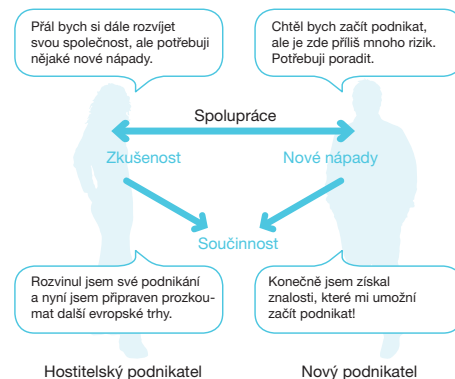 Přál bych si dále rozvíjet
svou společnost, ale potřebuji
nějaké nové nápady.
Chtěl bych začít podnikat,
ale je zde příliš mnoho rizik.
Potřebuji poradit.
Spolupráce
Zkušenost
Nové nápady
Součinnost
Rozvinul jsem své podnikání
a nyní jsem připraven prozkou-
mat další evropské trhy.
Konečně jsem získal
znalosti, které mi umožní
začít podnikat!
Hostitelský podnikatel
Nový podnikatel